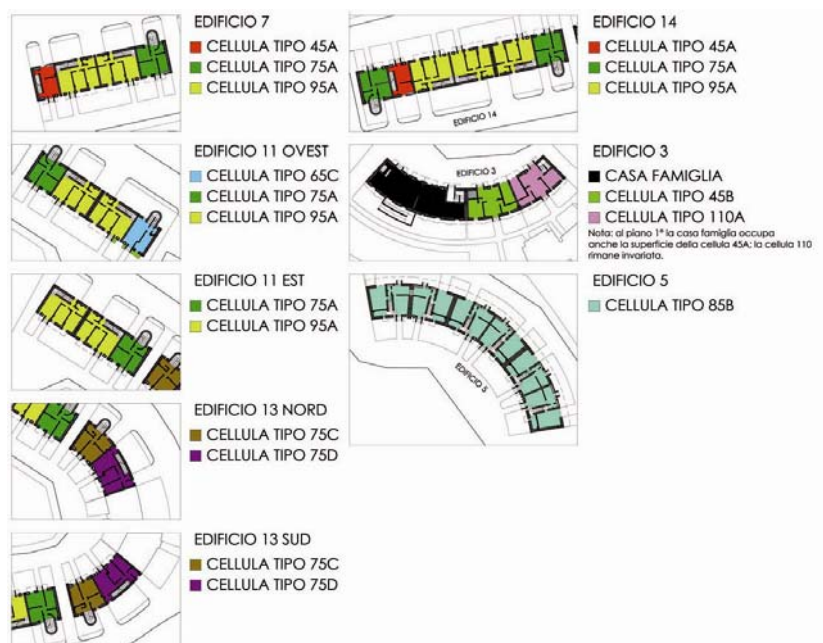 EDIFICIO 7
CELLULA TIPO 45A
CELLULA TIPO 75A
CELLULA TIPO 95A
EDIFICIO 11 OVEST
CELLULA TIPO 65C
CELLULA TIPO 75A
CELLULA TIPO 95A
EDIFICIO 11 EST
CELLULA TIPO 75A
CELLULA TIPO 95A
EDIFICIO 13 NORD
CELLULA TIPO 75C
CELLULA TIPO 75D
EDIFICIO 13 SUD
CELLULA TIPO 75C
CELLULA TIPO 75D
EDIFICIO 14
EDIFICIO 14
CELLULA TIPO 45A
CELLULA TIPO 75A
CELLULA TIPO 95A
EDIFICIO 3
EDIFICIO 3
CASA FAMIGLIA
CELLULA TIPO 45B
CELLULA TIPO 110A
Nota: al piano 1° la casa famiglia occupa
anche la superficie della cellula 45A; la cellula 110
rimane invariata.
EDIFICIO 5
EDIFICIO 5
CELLULA TIPO 85B